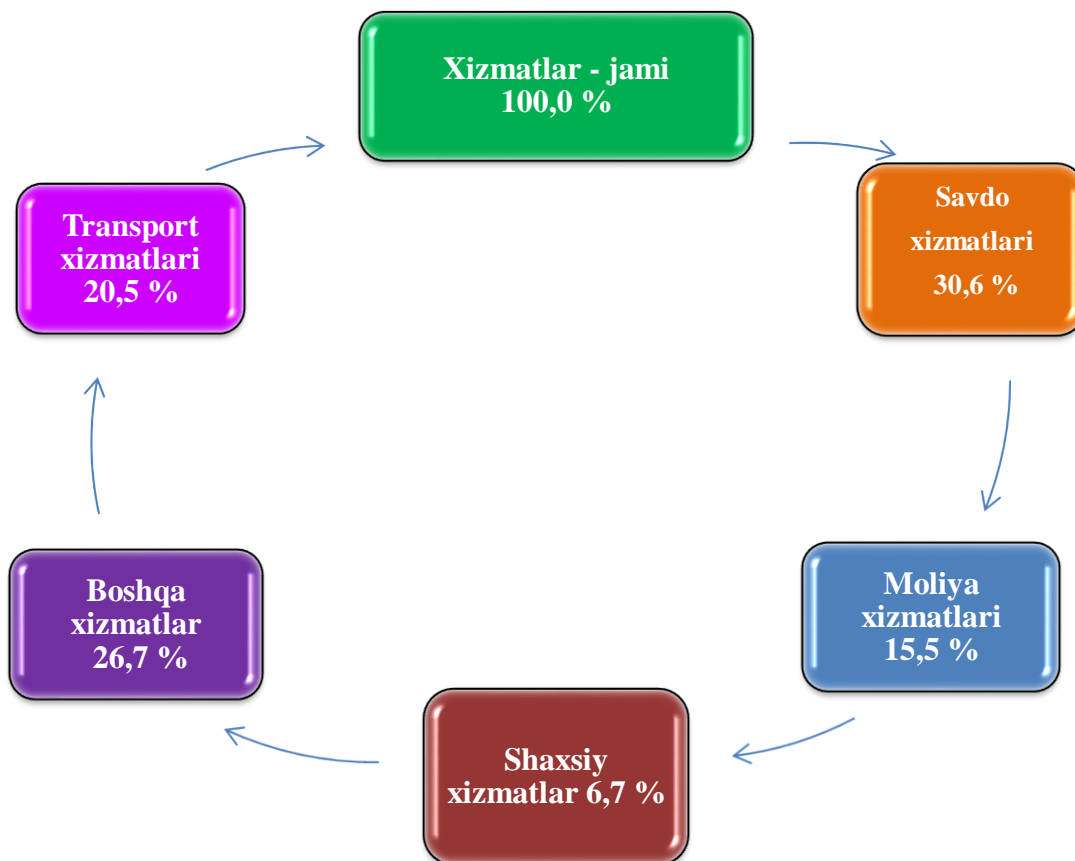 Xizmatlar - jami
100,0 %
Savdo
xizmatlari
30,6 %
Moliya
xizmatlari
15,5 %
Shaxsiy
xizmatlar 6,7 %
Boshqa
xizmatlar
26,7 %
Transport
xizmatlari
20,5 %